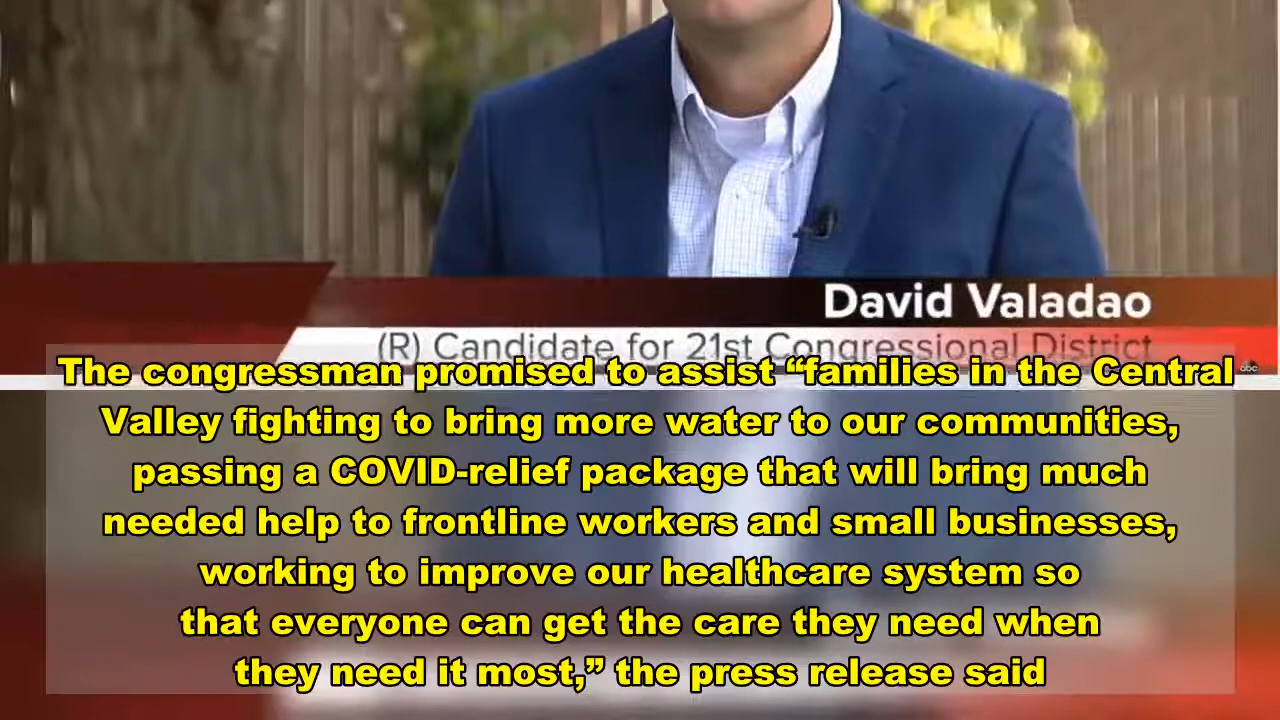 David Valadao
(R) Candidate for 21st Congressional District
abc
The congressman promised to assist “families in the Central
Valley fighting to bring more water to our communities,
passing a COVID-relief package that will bring much
needed help to frontline workers and small businesses,
working to improve our healthcare system so
that everyone can get the care they need when
they need it most,” the press release said